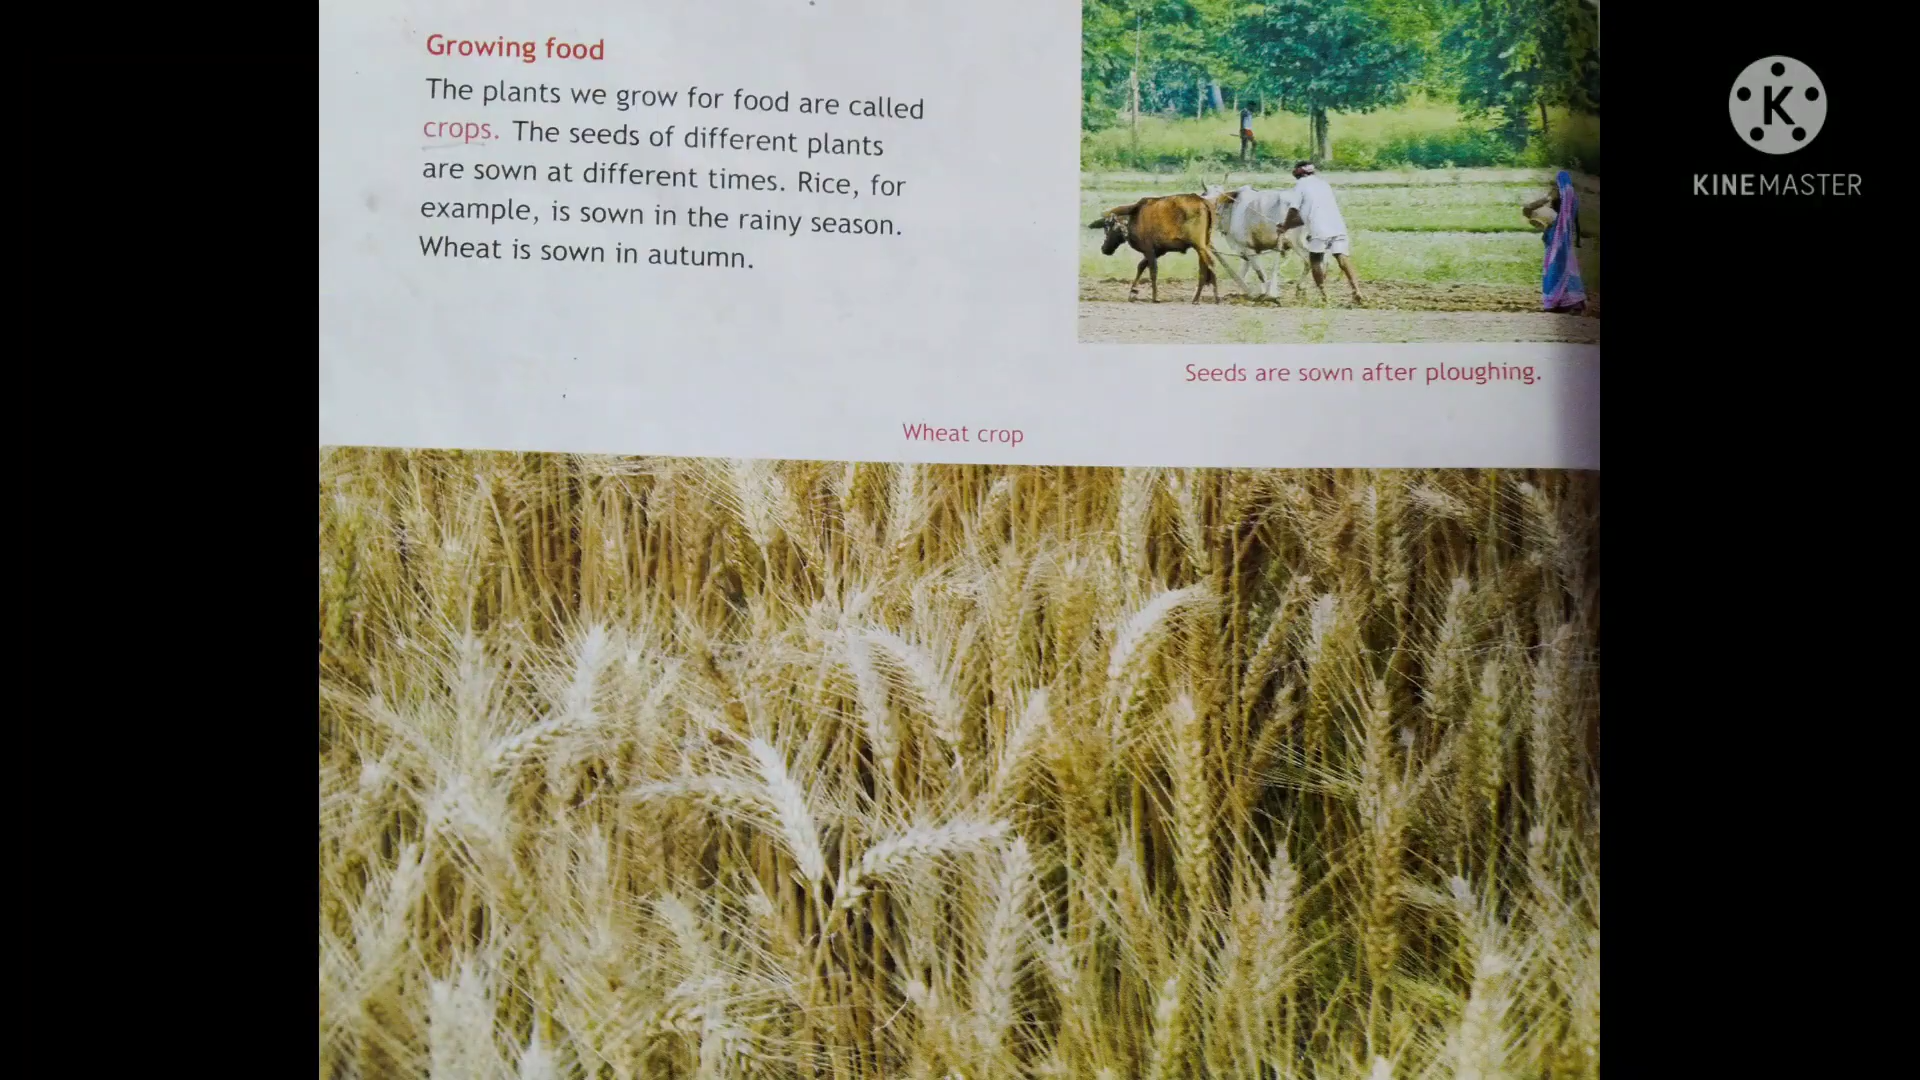 Growing food
The plants we grow for food are called
crops. The seeds of different plants
are sown at different times. Rice, for
example, is sown in the rainy season.
Wheat is sown in autumn.
Seeds are sown after ploughing.
Wheat crop
K
KINEMASTER